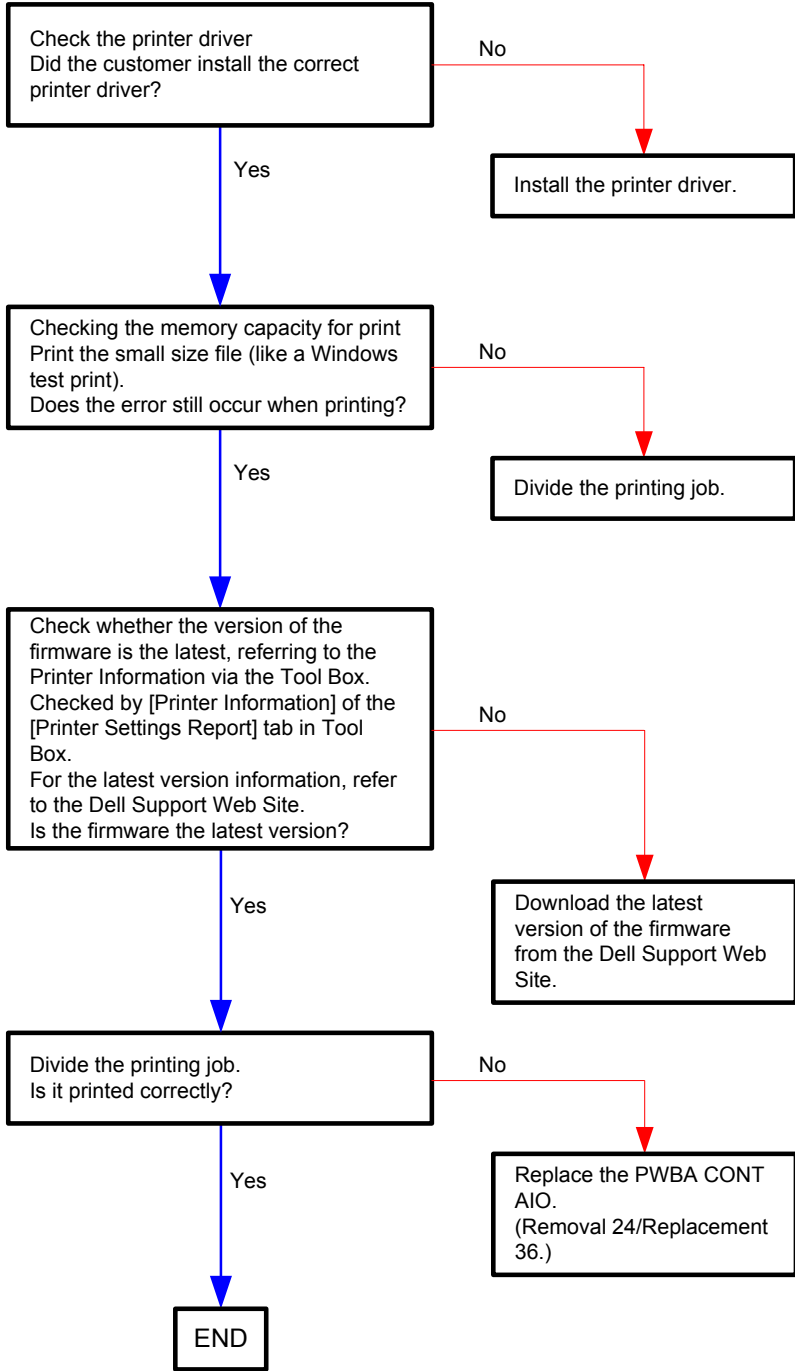 Check the printer driver
Did the customer install the correct
printer driver?
No
Yes
Install the printer driver.
Checking the memory capacity for print
Print the small size file (like a Windows
test print).
Does the error still occur when printing?
No
Yes
Divide the printing job.
Check whether the version of the
firmware is the latest, referring to the
Printer Information via the Tool Box.
Checked by [Printer Information] of the
[Printer Settings Report] tab in Tool
Box.
For the latest version information, refer
to the Dell Support Web Site.
Is the firmware the latest version?
No
Yes
Download the latest
version of the firmware
from the Dell Support Web
Site.
Divide the printing job.
Is it printed correctly?
No
Yes
Replace the PWBA CONT
AIO.
(Removal 24/Replacement
36.)
END